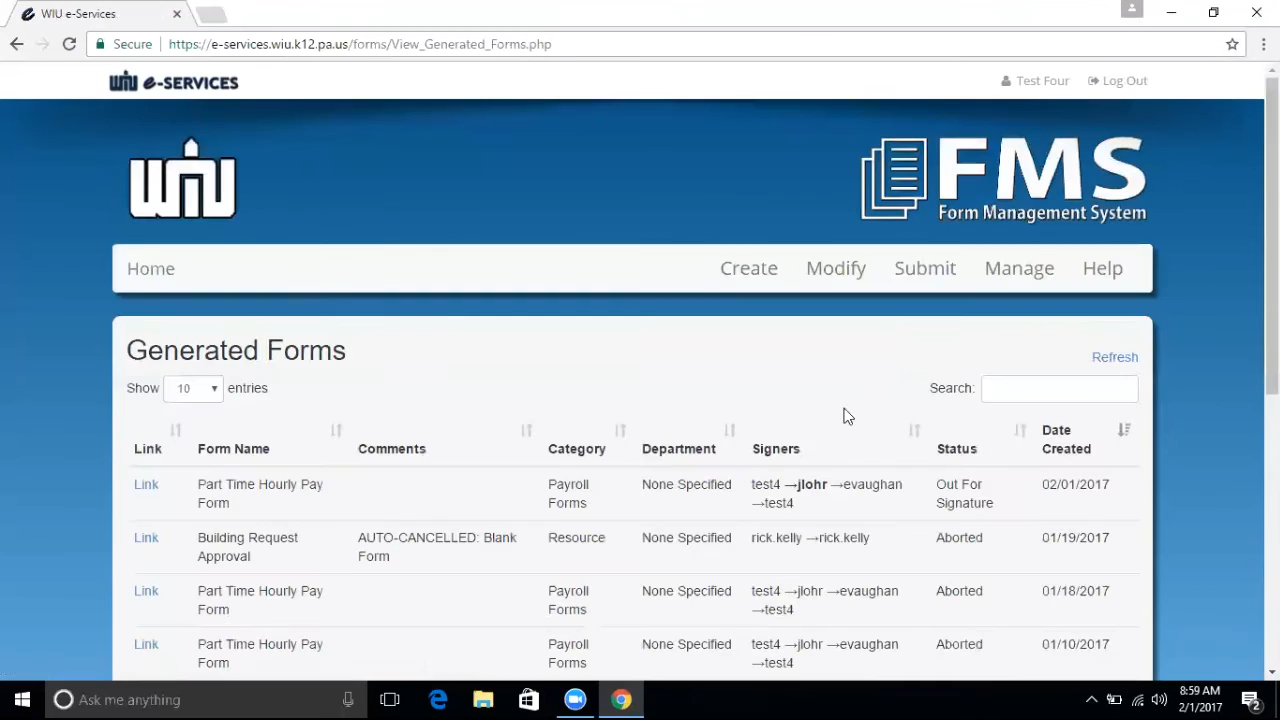 WIU e-Services
Secure https://e-services.wiu.k12.pa.us/forms/View_Generated_Forms.php
WIU e-SERVICES
Test Four Log Out
WIU
FMS
Form Management System
Home Create Modify Submit Manage Help
Generated Forms
Refresh
Show 10 entries
Search:
Link Form Name Comments Category Department Signers Status Date
Created
Link Part Time Hourly Pay Payroll None Specified test4 →jlohr →evaughan Out For 02/01/2017
Form Forms →test4 Signature
Link Building Request AUTO-CANCELLED: Blank Resource None Specified rick.kelly →rick.kelly Aborted 01/19/2017
Approval Form
Link Part Time Hourly Pay Payroll None Specified test4 →jlohr →evaughan Aborted 01/18/2017
Form Forms →test4
Link Part Time Hourly Pay Payroll None Specified test4 →jlohr →evaughan Aborted 01/10/2017
Form Forms →test4
Ask me anything
8:59 AM
2/1/2017
2